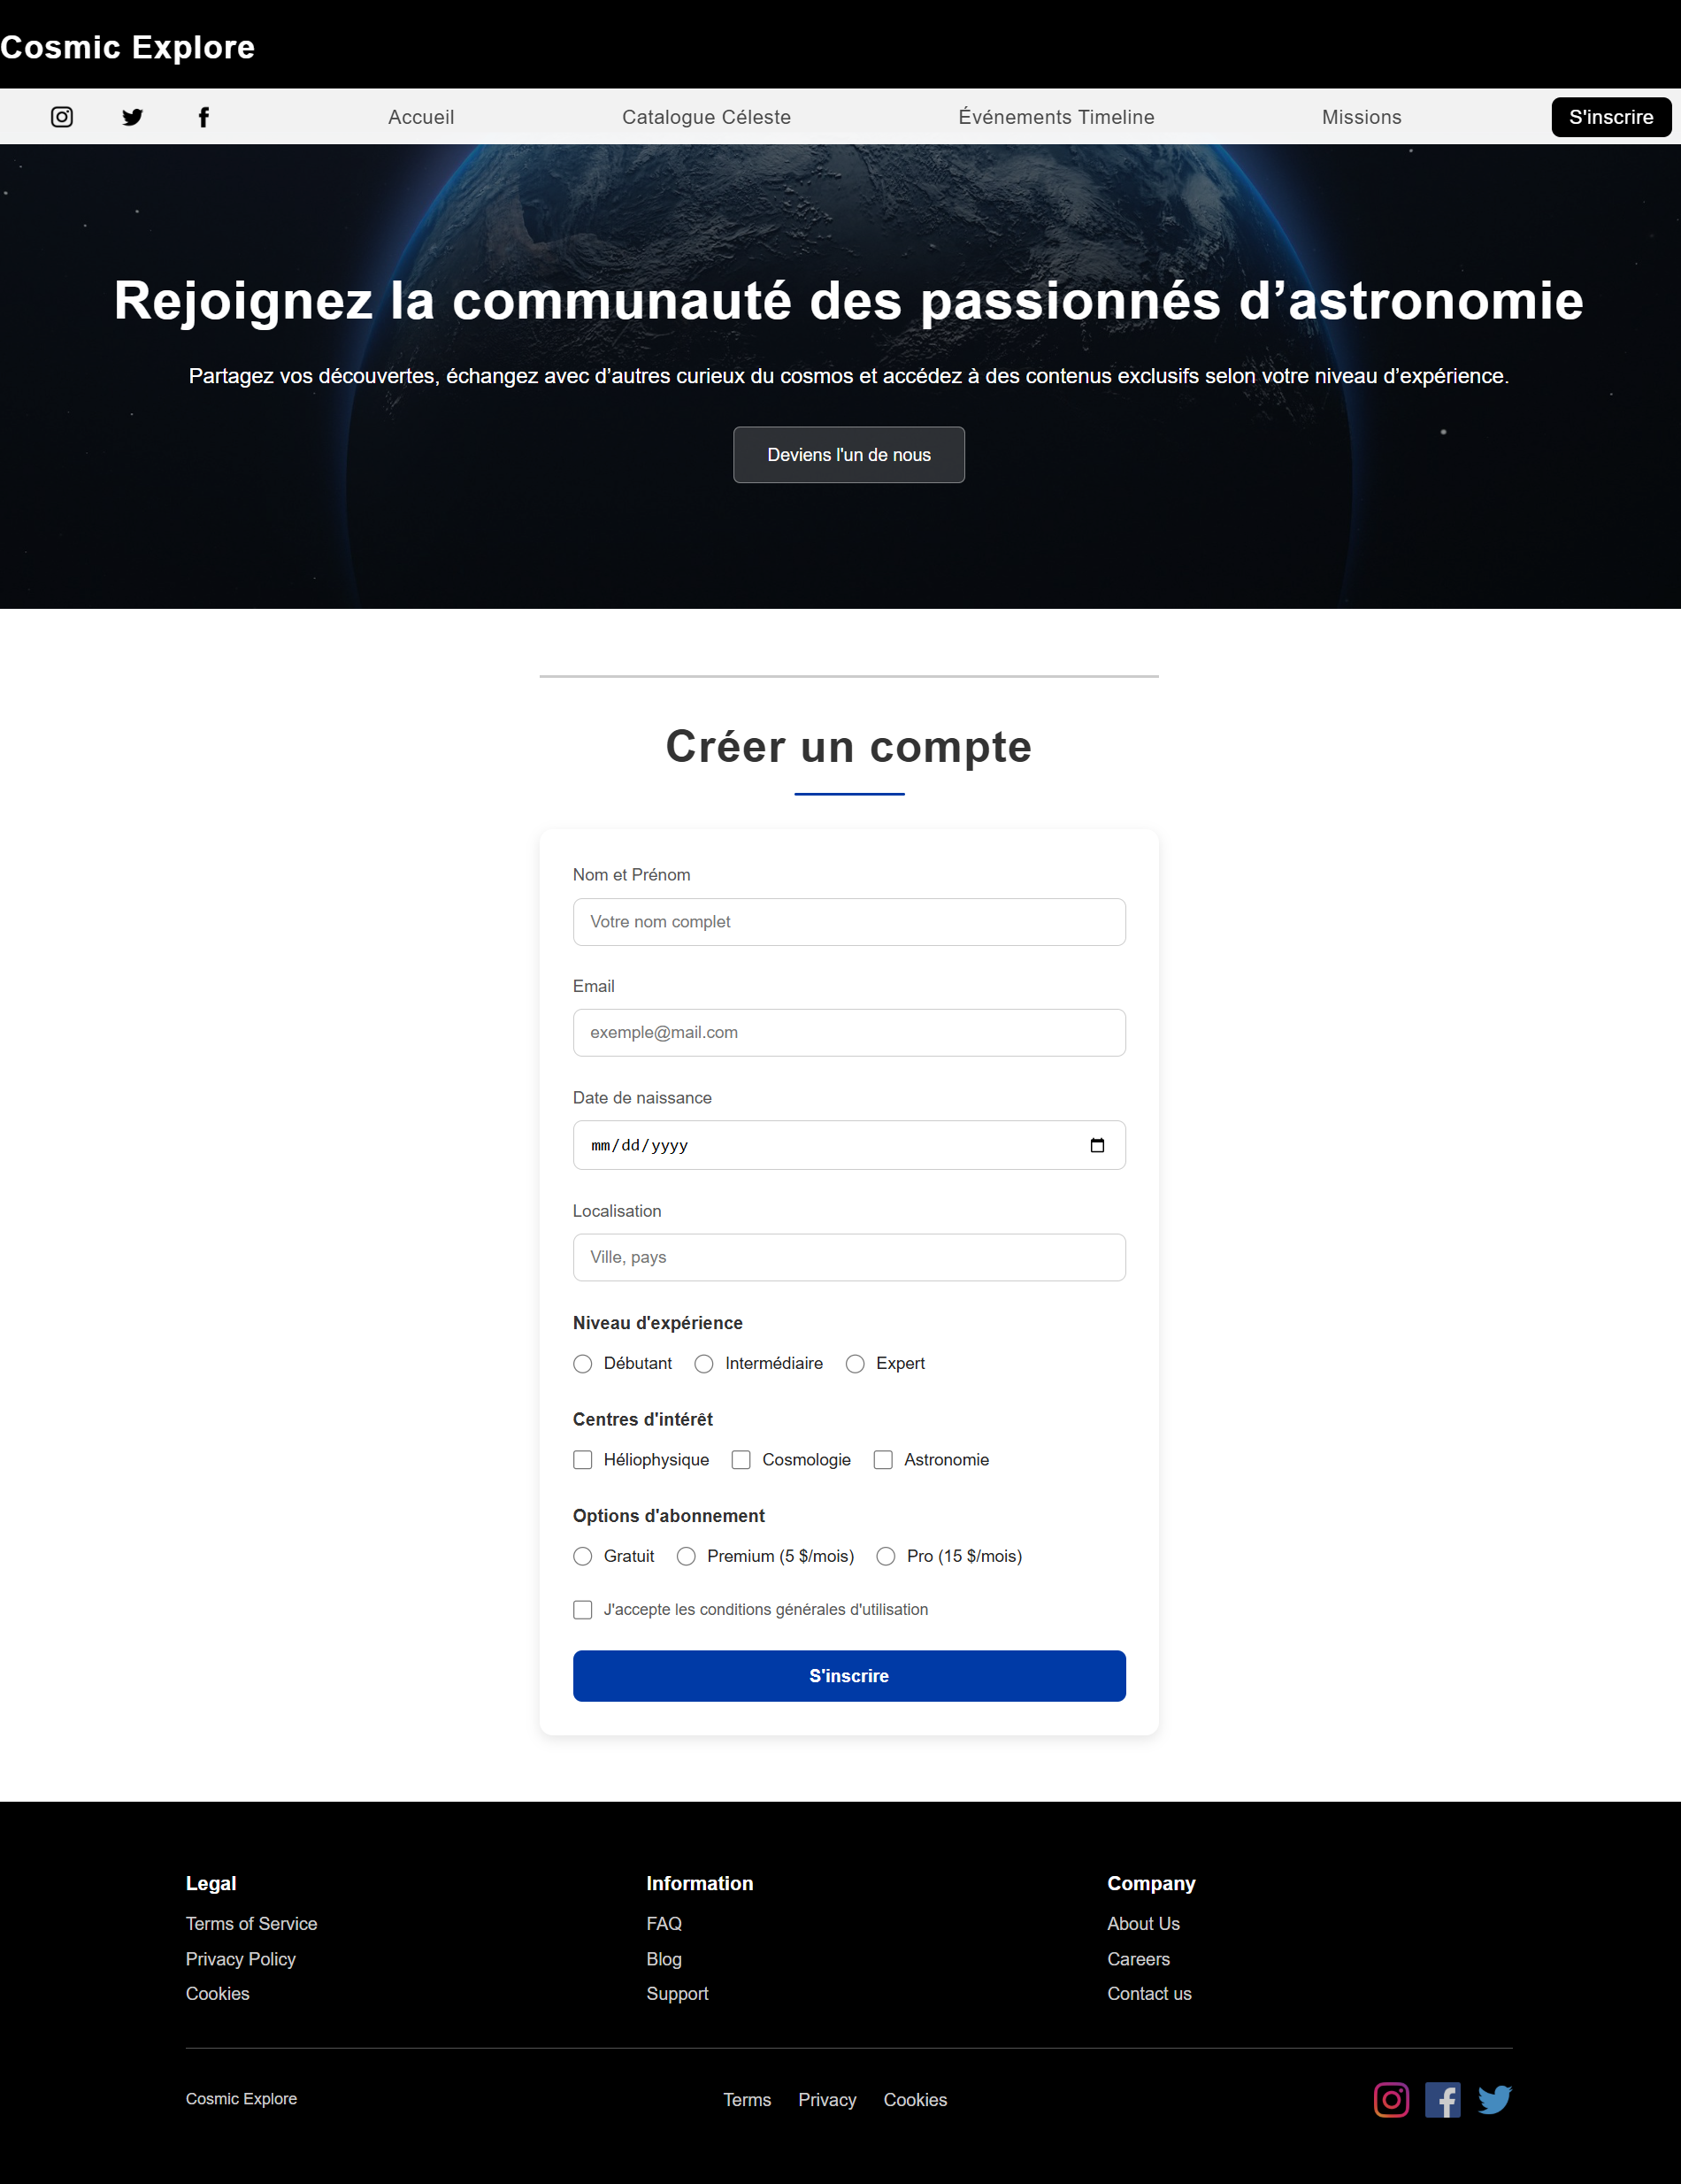 Cosmic Explore
Accueil
Catalogue Céleste
Événements Timeline
Missions
S'inscrire
Rejoignez la communauté des passionnés d’astronomie
Partagez vos découvertes, échangez avec d’autres curieux du cosmos et accédez à des contenus exclusifs selon votre niveau d’expérience.
Deviens l'un de nous
Créer un compte
Nom et Prénom
Votre nom complet
Email
exemple@mail.com
Date de naissance
mm/dd/yyyy
Localisation
Ville, pays
Niveau d'expérience
Débutant Intermédiaire Expert
Centres d'intérêt
Héliophysique Cosmologie Astronomie
Options d'abonnement
Gratuit Premium (5 $/mois) Pro (15 $/mois)
J'accepte les conditions générales d'utilisation
S'inscrire
Legal
Terms of Service
Privacy Policy
Cookies
Information
FAQ
Blog
Support
Company
About Us
Careers
Contact us
Cosmic Explore
Terms Privacy Cookies